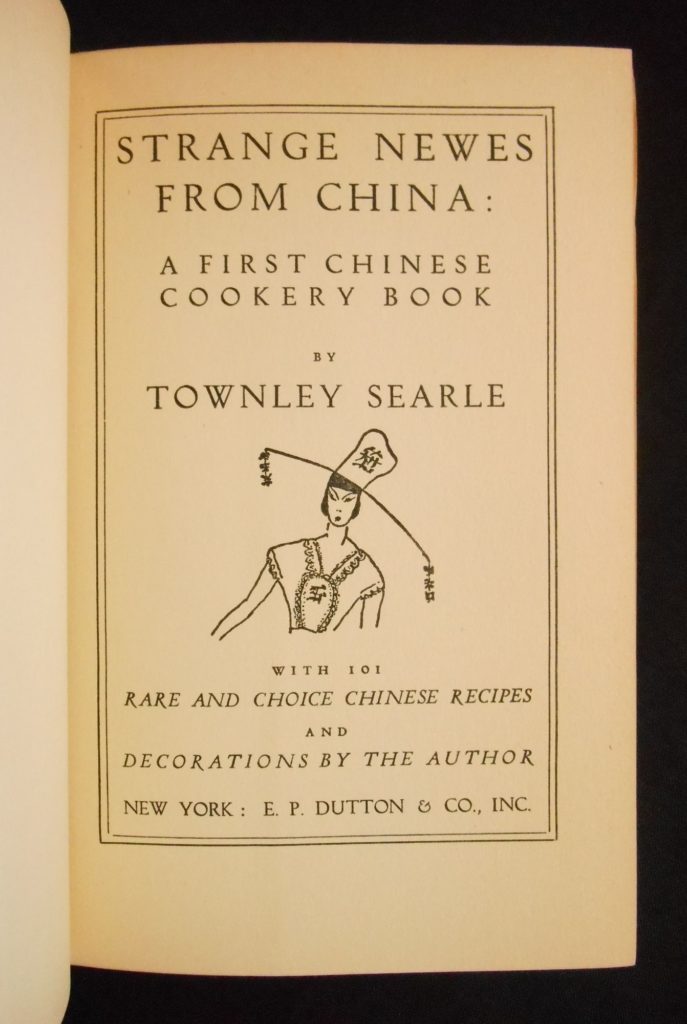 STRANGE NEWES
FROM CHINA:
A FIRST CHINESE
COOKERY BOOK
BY
TOWNLEY SEARLE
WITH 101
RARE AND CHOICE CHINESE RECIPES
AND
DECORATIONS BY THE AUTHOR
NEW YORK: E. P. DUTTON & CO., INC.